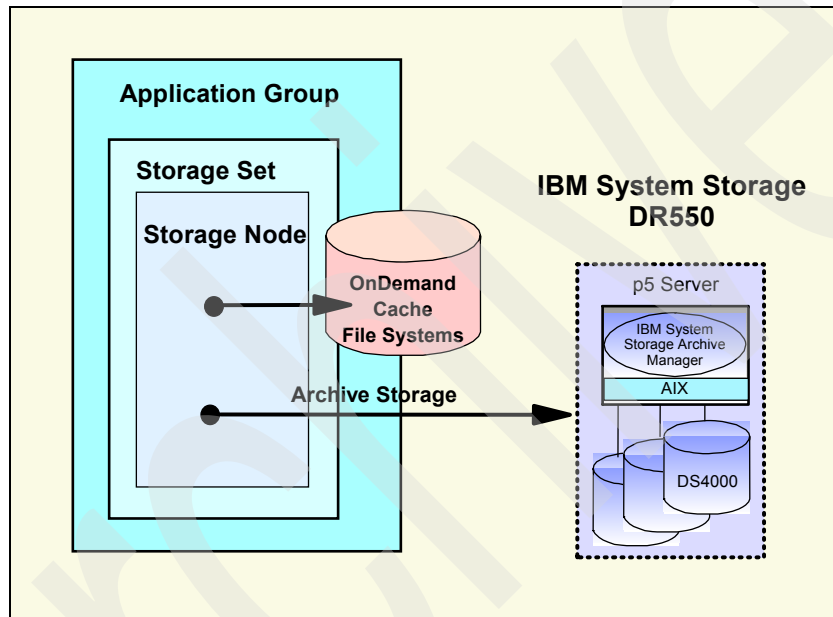 Application Group
Storage Set
Storage Node
OnDemand
Cache
File Systems
Archive Storage
IBM System Storage
DR550
p5 Server
IBM System
Storage Archive
Manager
AIX
DS4000